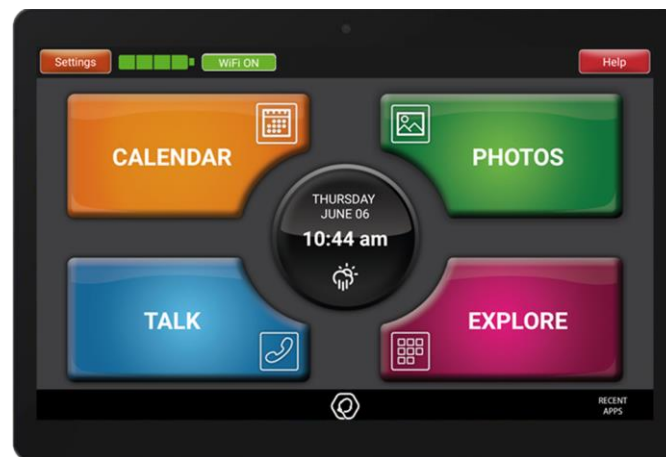 Settings
WiFi ON
Help
CALENDAR
PHOTOS
THURSDAY
JUNE 06
10:44 am
TALK
EXPLORE
RECENT
APPS